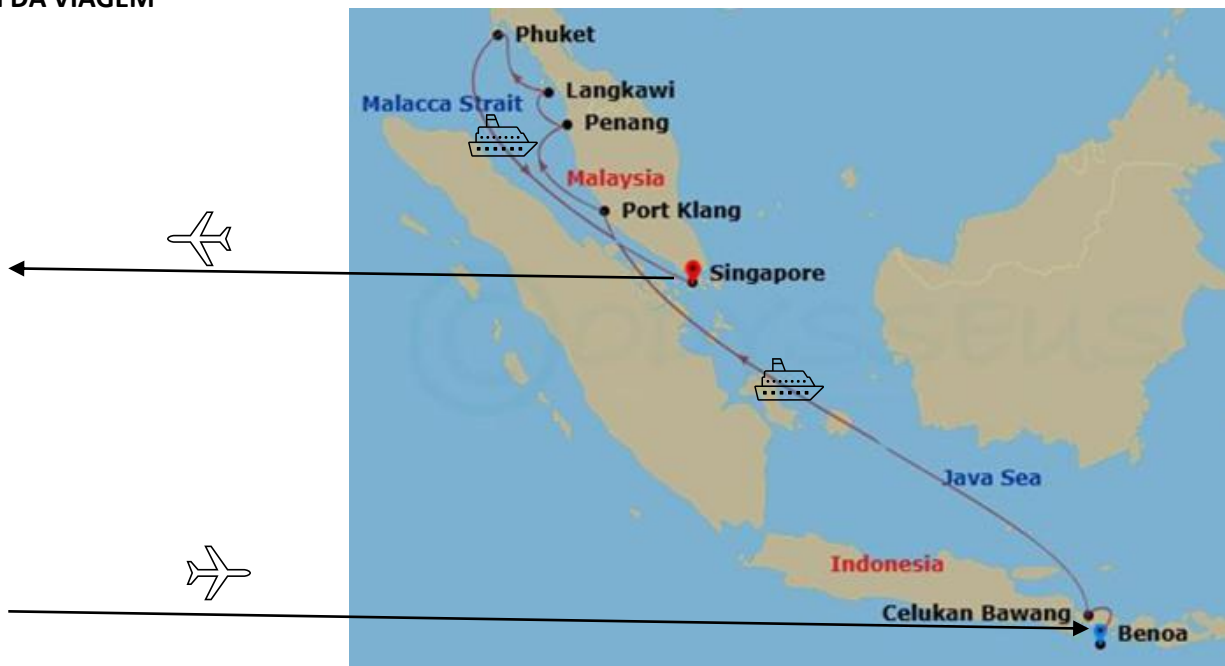 DA VIAGEM
Phuket
Langkawi
Malacca Strait
Penang
Malaysia
Port Klang
Singapore
Java Sea
Indonesia
Celukan Bawang
Benoa